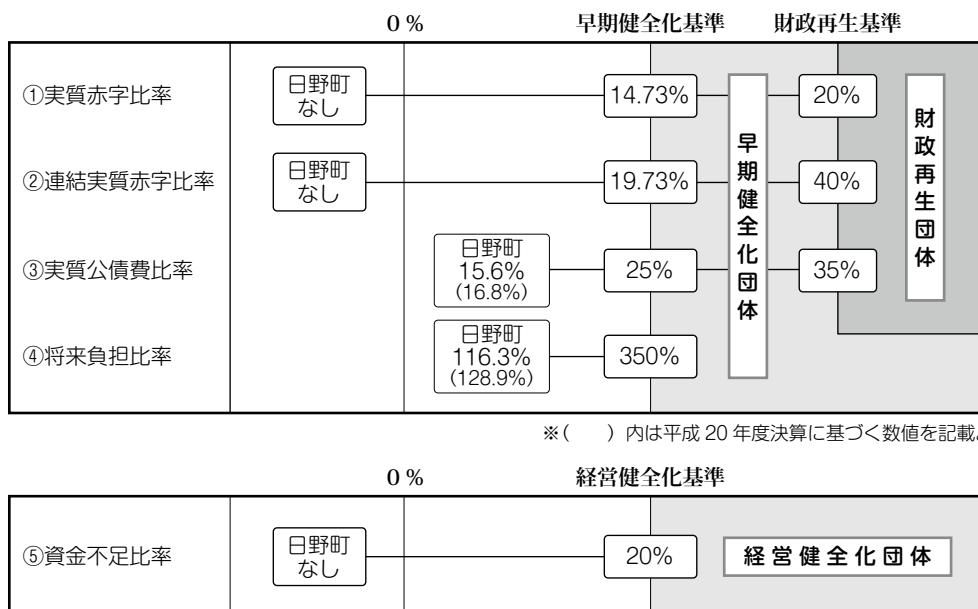 0 %
早期健全化基準
財政再生基準
①実質赤字比率
日野町
なし
14.73%
20%
②連結実質赤字比率
日野町
なし
19.73%
40%
③実質公債費比率
日野町
15.6%
(16.8%)
25%
35%
④将来負担比率
日野町
116.3%
(128.9%)
350%
早期健全化団体
財政再生団体
※(　　) 内は平成 20 年度決算に基づく数値を記載。
0 %
経営健全化基準
⑤資金不足比率
日野町
なし
20%
経営健全化団体